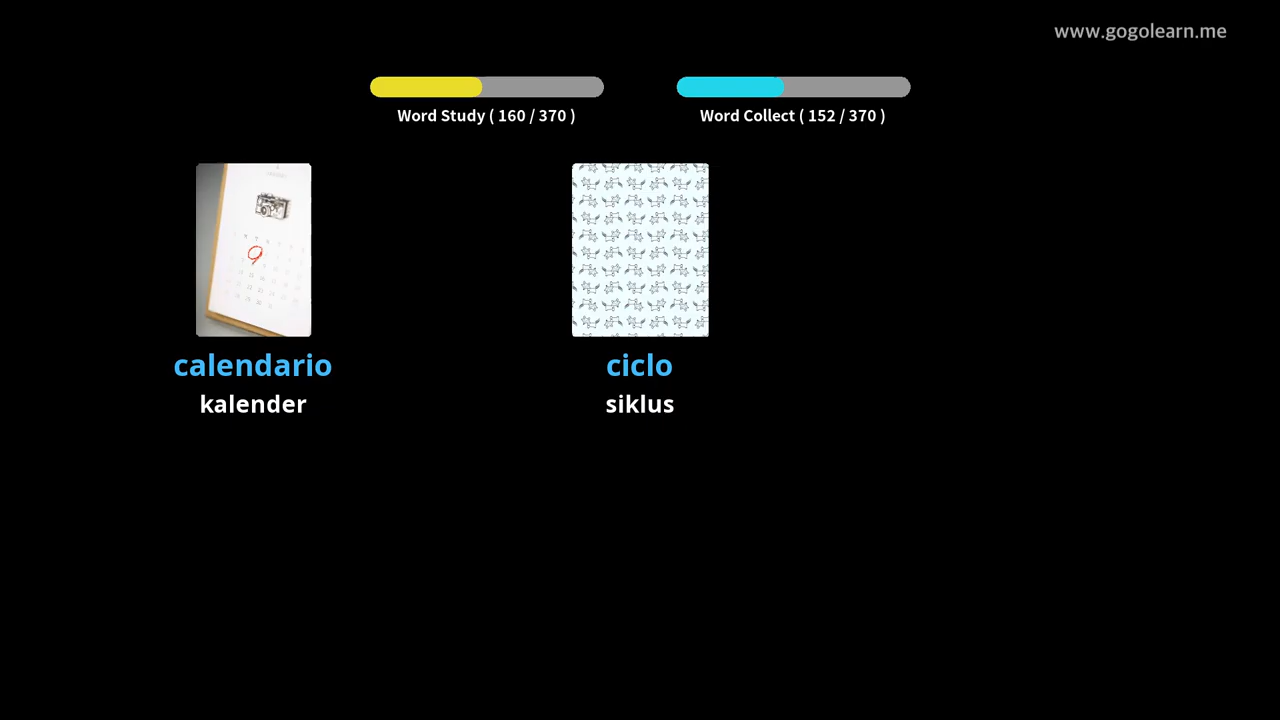 www.gogolearn.me
Word Study ( 160 / 370 )
Word Collect ( 152 / 370 )
calendario
kalender
ciclo
siklus